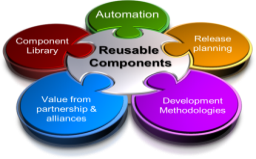 Automation
Component
Library
Release
planning
Reusable
Components
Value from
partnership &
alliances
Development
Methodologies